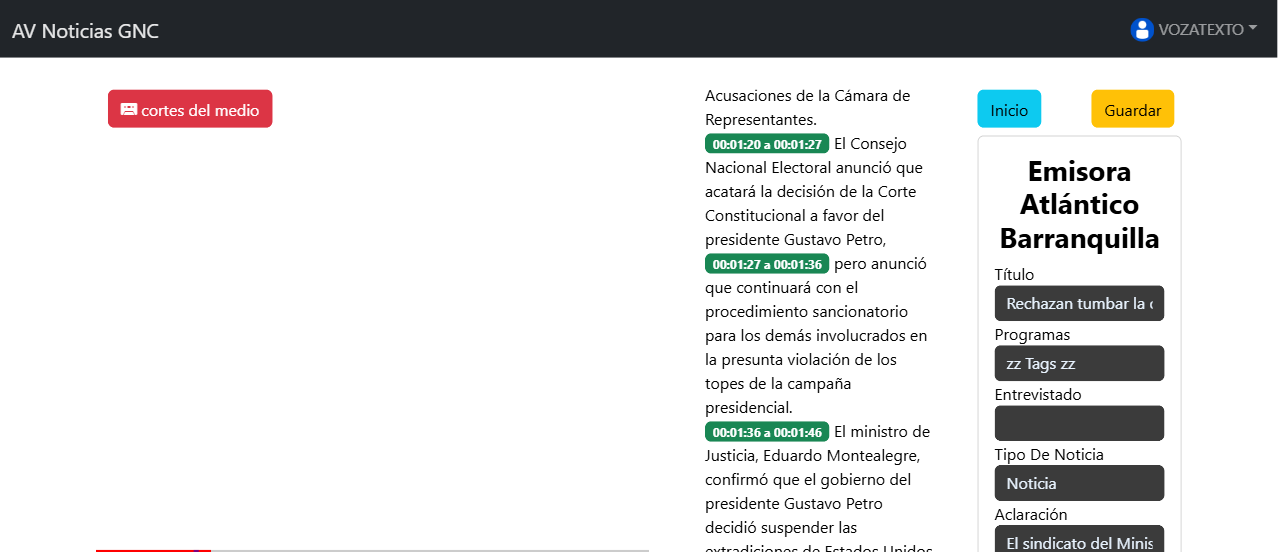 AV Noticias GNC
VOZATEXTO
cortes del medio
Acusaciones de la Cámara de
Representantes.
00:01:20 a 00:01:27 El Consejo
Nacional Electoral anunció que
acatará la decisión de la Corte
Constitucional a favor del
presidente Gustavo Petro,
00:01:27 a 00:01:36 pero anunció
que continuará con el
procedimiento sancionatorio
para los demás involucrados en
la presunta violación de los
topes de la campaña
presidencial.
00:01:36 a 00:01:46 El ministro de
Justicia, Eduardo Montealegre,
confirmó que el gobierno del
presidente Gustavo Petro
decidió suspender las
extradiciones de Estados Unidos
Inicio
Guardar
Emisora
Atlántico
Barranquilla
Título
Rechazan tumbar la
Programas
zz Tags zz
Entrevistado
Tipo De Noticia
Noticia
Aclaración
El sindicato del Minis